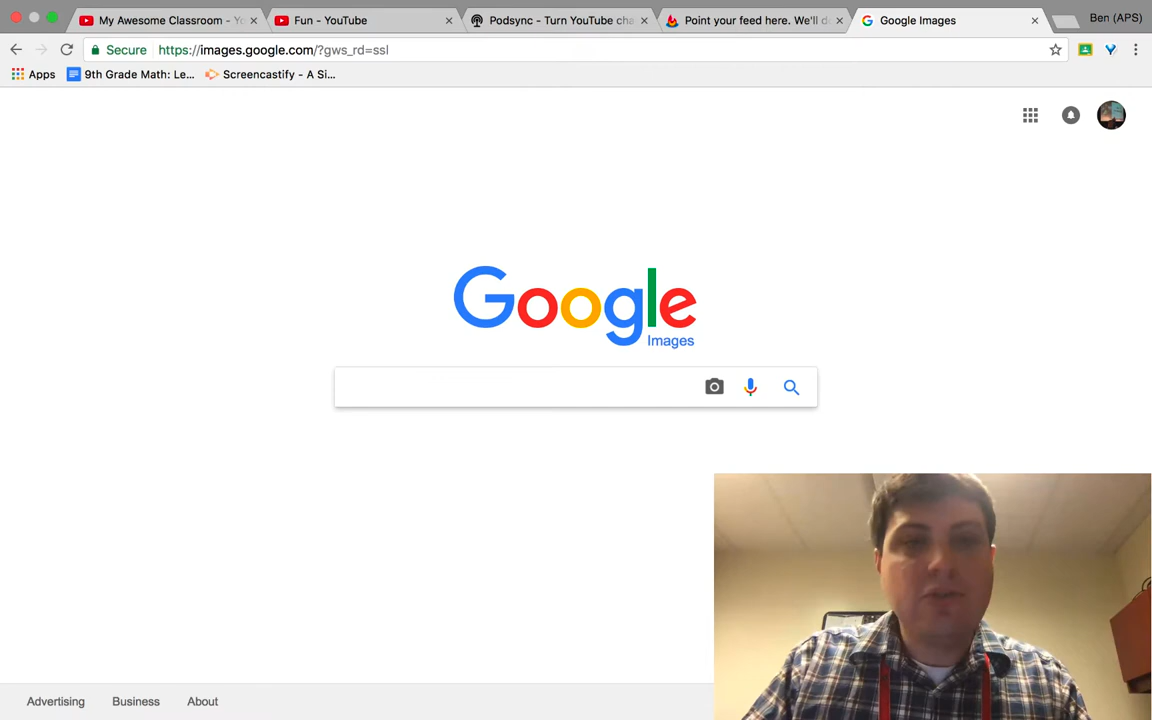 My Awesome Classroom - Yo
Fun - YouTube
Podsync - Turn YouTube cha
Point your feed here. We'll do
Google Images
Ben (APS)
Secure
https://images.google.com/?gws_rd=ssl
Apps
9th Grade Math: Le...
Screencastify - A Si...
Google
Images
Advertising
Business
About